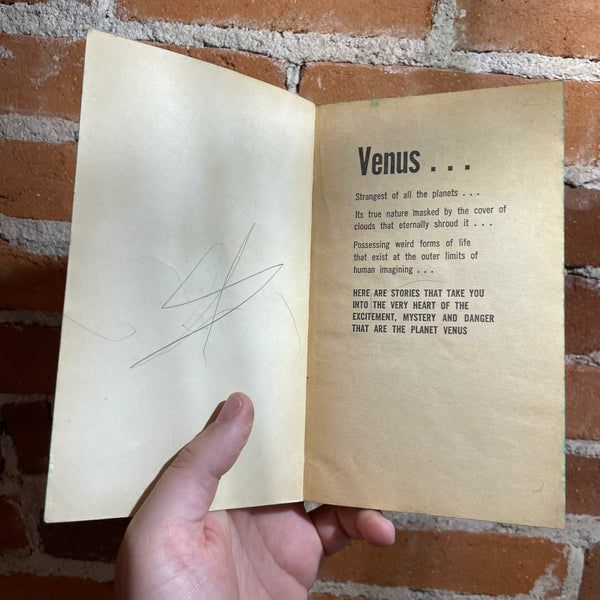 Venus . . .
Strangest of all the planets . . .
Its true nature masked by the cover of
clouds that eternally shroud it . . .
Possessing weird forms of life
that exist at the outer limits of
human imagining . . .
HERE ARE STORIES THAT TAKE YOU
INTO THE VERY HEART OF THE
EXCITEMENT, MYSTERY AND DANGER
THAT ARE THE PLANET VENUS